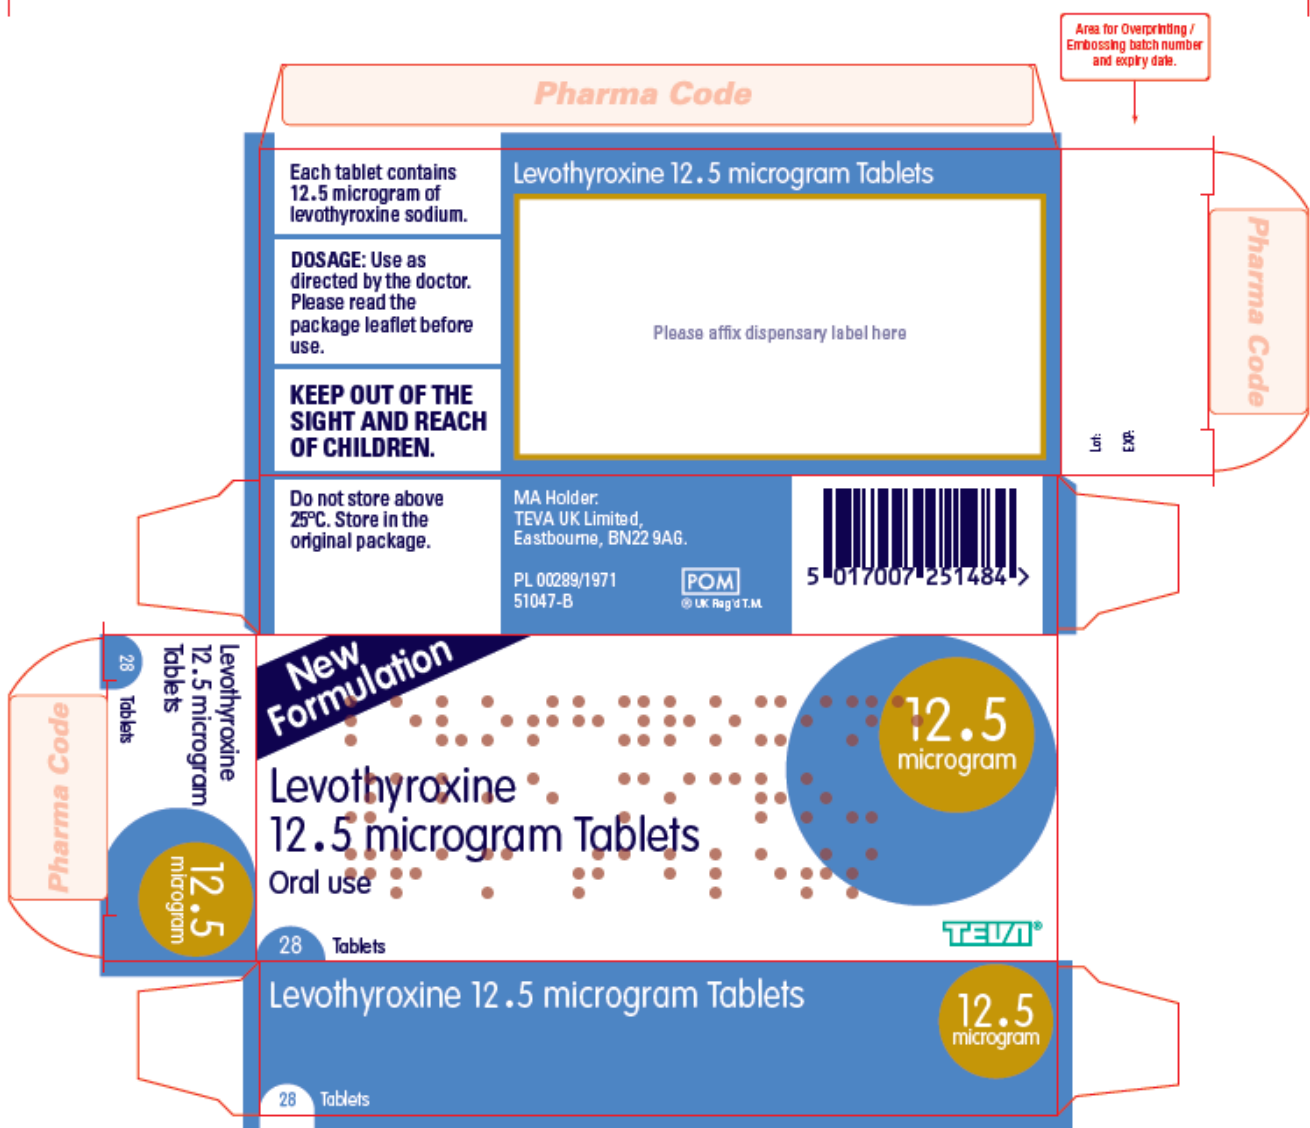 Area for Overprinting /
Embossing batch number
and expiry date.
Pharma Code
Each tablet contains
12.5 microgram of
levothyroxine sodium.
DOSAGE: Use as
directed by the doctor.
Please read the
package leaflet before
use.
KEEP OUT OF THE
SIGHT AND REACH
OF CHILDREN.
Levothyroxine 12.5 microgram Tablets
Please affix dispensary label here
Lot:
EXP:
Pharma Code
Do not store above
25°C. Store in the
original package.
MA Holder:
TEVA UK Limited,
Eastbourne, BN22 9AG.
PL 00289/1971
51047-B
POM
® UK Reg'd T.M.
5 017007 251484 >
Pharma Code
28
Tablets
Levothyroxine
12.5 microgram
Tablets
12.5
microgram
New
Formulation
12.5
microgram
Levothyroxine
12.5 microgram Tablets
Oral use
28 Tablets
TEVA®
Levothyroxine 12.5 microgram Tablets
12.5
microgram
28 Tablets